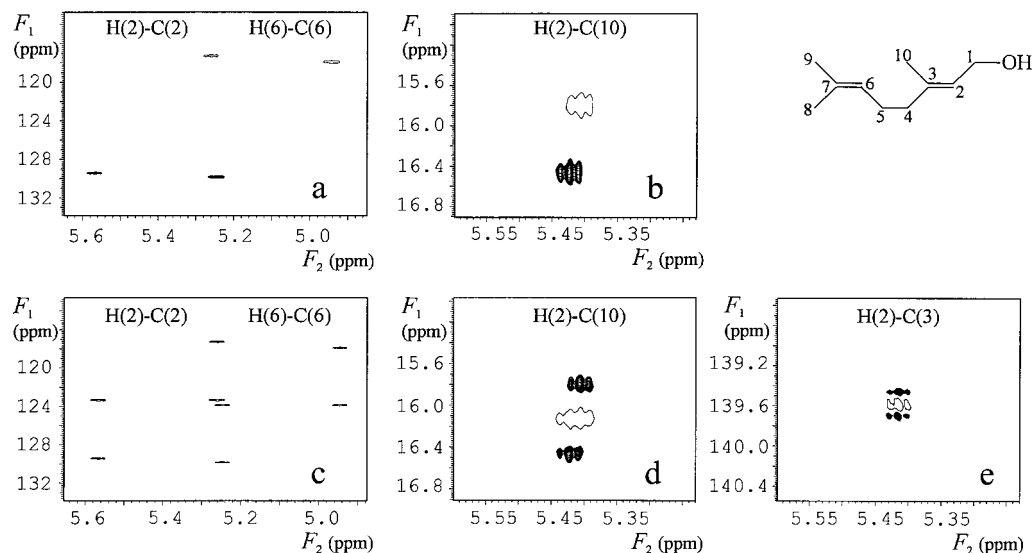 F1
(ppm)
H(2)-C(2) H(6)-C(6)
120
124
128
132
a
5.6 5.4 5.2 5.0
F2 (ppm)
F1
(ppm)
H(2)-C(10)
15.6
16.0
16.4
16.8
b
5.55 5.45 5.35
F2 (ppm)
9
10
1
OH
3
6
7
2
8
5
4
F1
(ppm)
H(2)-C(2) H(6)-C(6)
120
124
128
132
c
5.6 5.4 5.2 5.0
F2 (ppm)
F1
(ppm)
H(2)-C(10)
15.6
16.0
16.4
16.8
d
5.55 5.45 5.35
F2 (ppm)
F1
(ppm)
H(2)-C(3)
139.2
139.6
140.0
140.4
e
5.55 5.45 5.35
F2 (ppm)